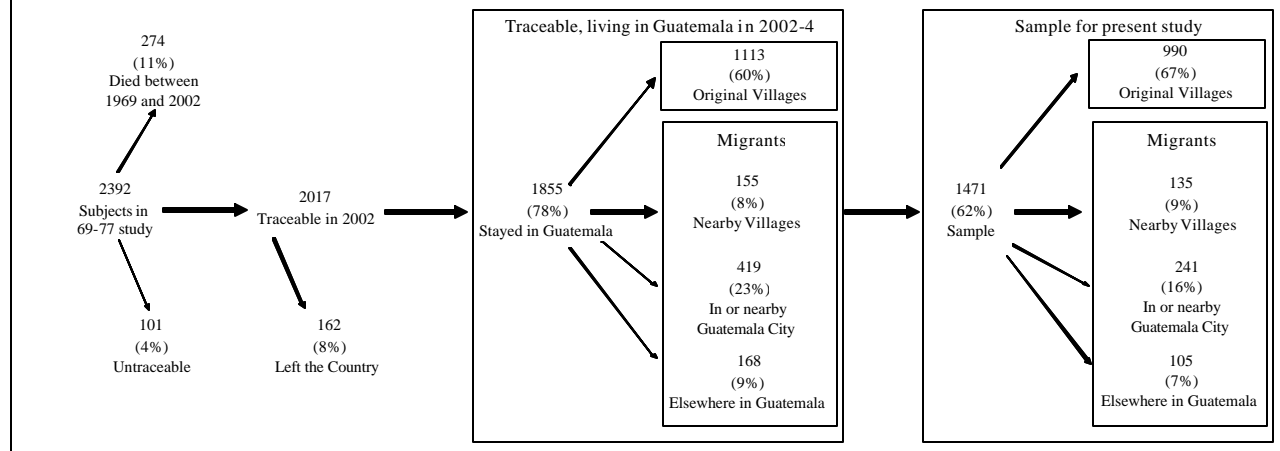 274
(11%)
Died between
1969 and 2002
2392
Subjects in
69-77 study
101
(4%)
Untraceable
2017
Traceable in 2002
162
(8%)
Left the Country
Traceable, living in Guatemala in 2002-4
1855
(78%)
Stayed in Guatemala
1113
(60%)
Original Villages
Migrants
155
(8%)
Nearby Villages
419
(23%)
In or nearby
Guatemala City
168
(9%)
Elsewhere in Guatemala
Sample for present study
1471
(62%)
Sample
990
(67%)
Original Villages
Migrants
135
(9%)
Nearby Villages
241
(16%)
In or nearby
Guatemala City
105
(7%)
Elsewhere in Guatemala